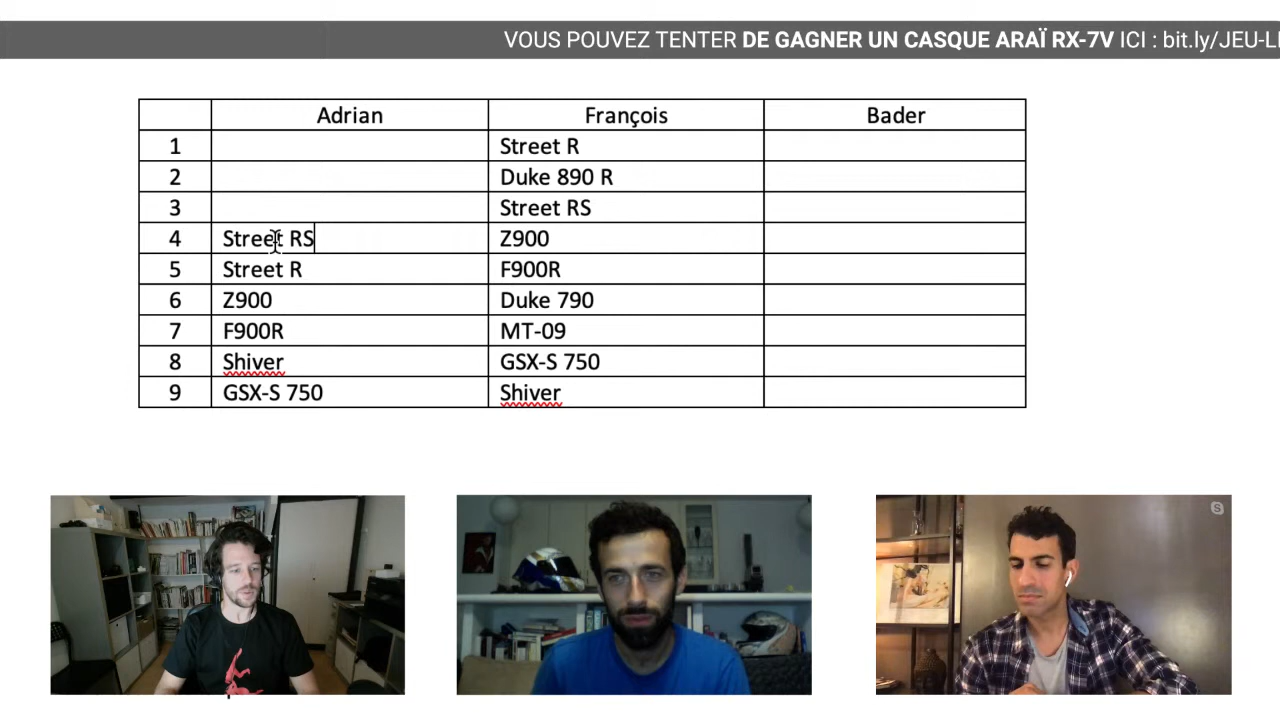 VOUS POUVEZ TENTER DE GAGNER UN CASQUE ARAÏ RX-7V ICI : bit.ly/JEU-L
Adrian François Bader
1 Street R
2 Duke 890 R
3 Street RS
4 Street RS Z900
5 Street R F900R
6 Z900 Duke 790
7 F900R MT-09
8 Shiver GSX-S 750
9 GSX-S 750 Shiver
S